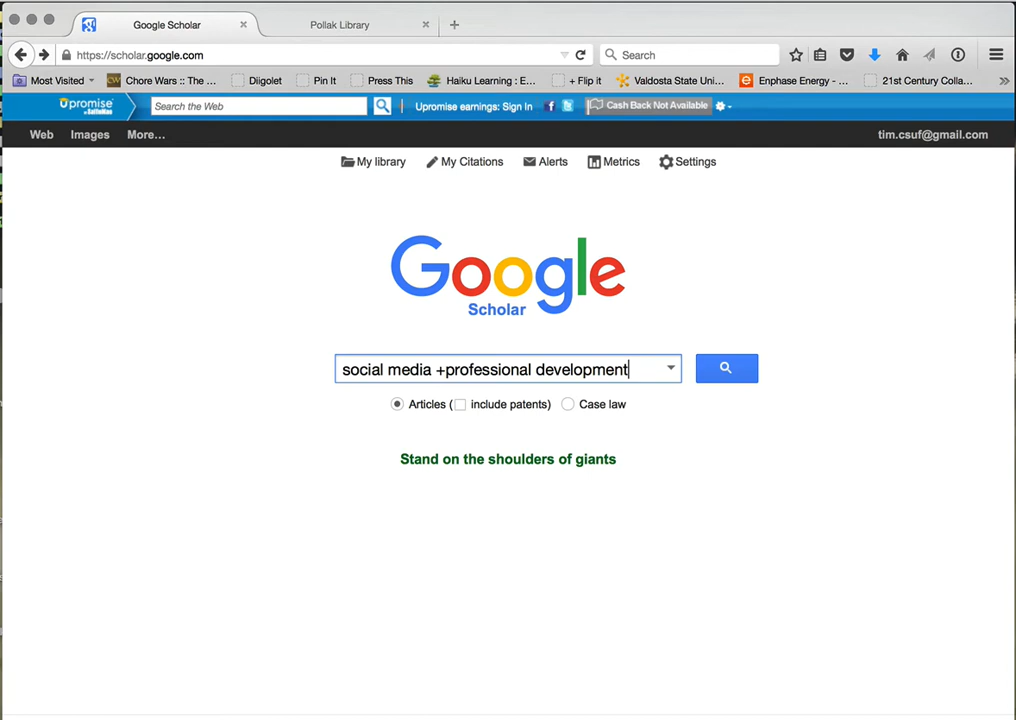 Google Scholar
Pollak Library
https://scholar.google.com
Search
Most Visited
Chore Wars :: The ...
Diigolet
Pin It
Press This
Haiku Learning : E...
+ Flip it
Valdosta State Uni...
Enphase Energy - ...
21st Century Colla...
Upromise
by SallieMae
Search the Web
Upromise earnings: Sign In
Cash Back Not Available
Web
Images
More...
tim.csuf@gmail.com
My library
My Citations
Alerts
Metrics
Settings
Google
Scholar
social media +professional development
Articles (
include patents)
Case law
Stand on the shoulders of giants